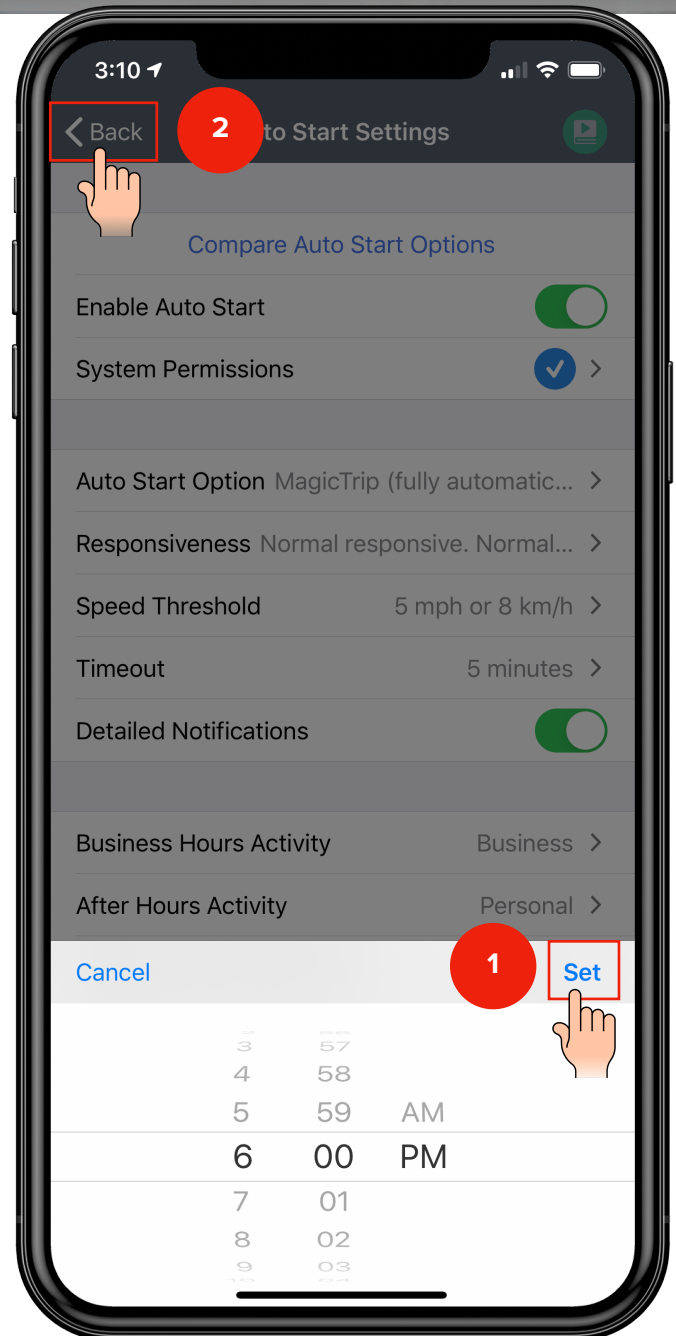 3:10
Back
2
to Start Settings
Compare Auto Start Options
Enable Auto Start
System Permissions
Auto Start Option MagicTrip (fully automatic...
Responsiveness Normal responsive. Normal...
Speed Threshold 5 mph or 8 km/h
Timeout 5 minutes
Detailed Notifications
Business Hours Activity Business
After Hours Activity Personal
Cancel 1 Set
3 57
4 58
5 59 AM
6 00 PM
7 01
8 02
9 03